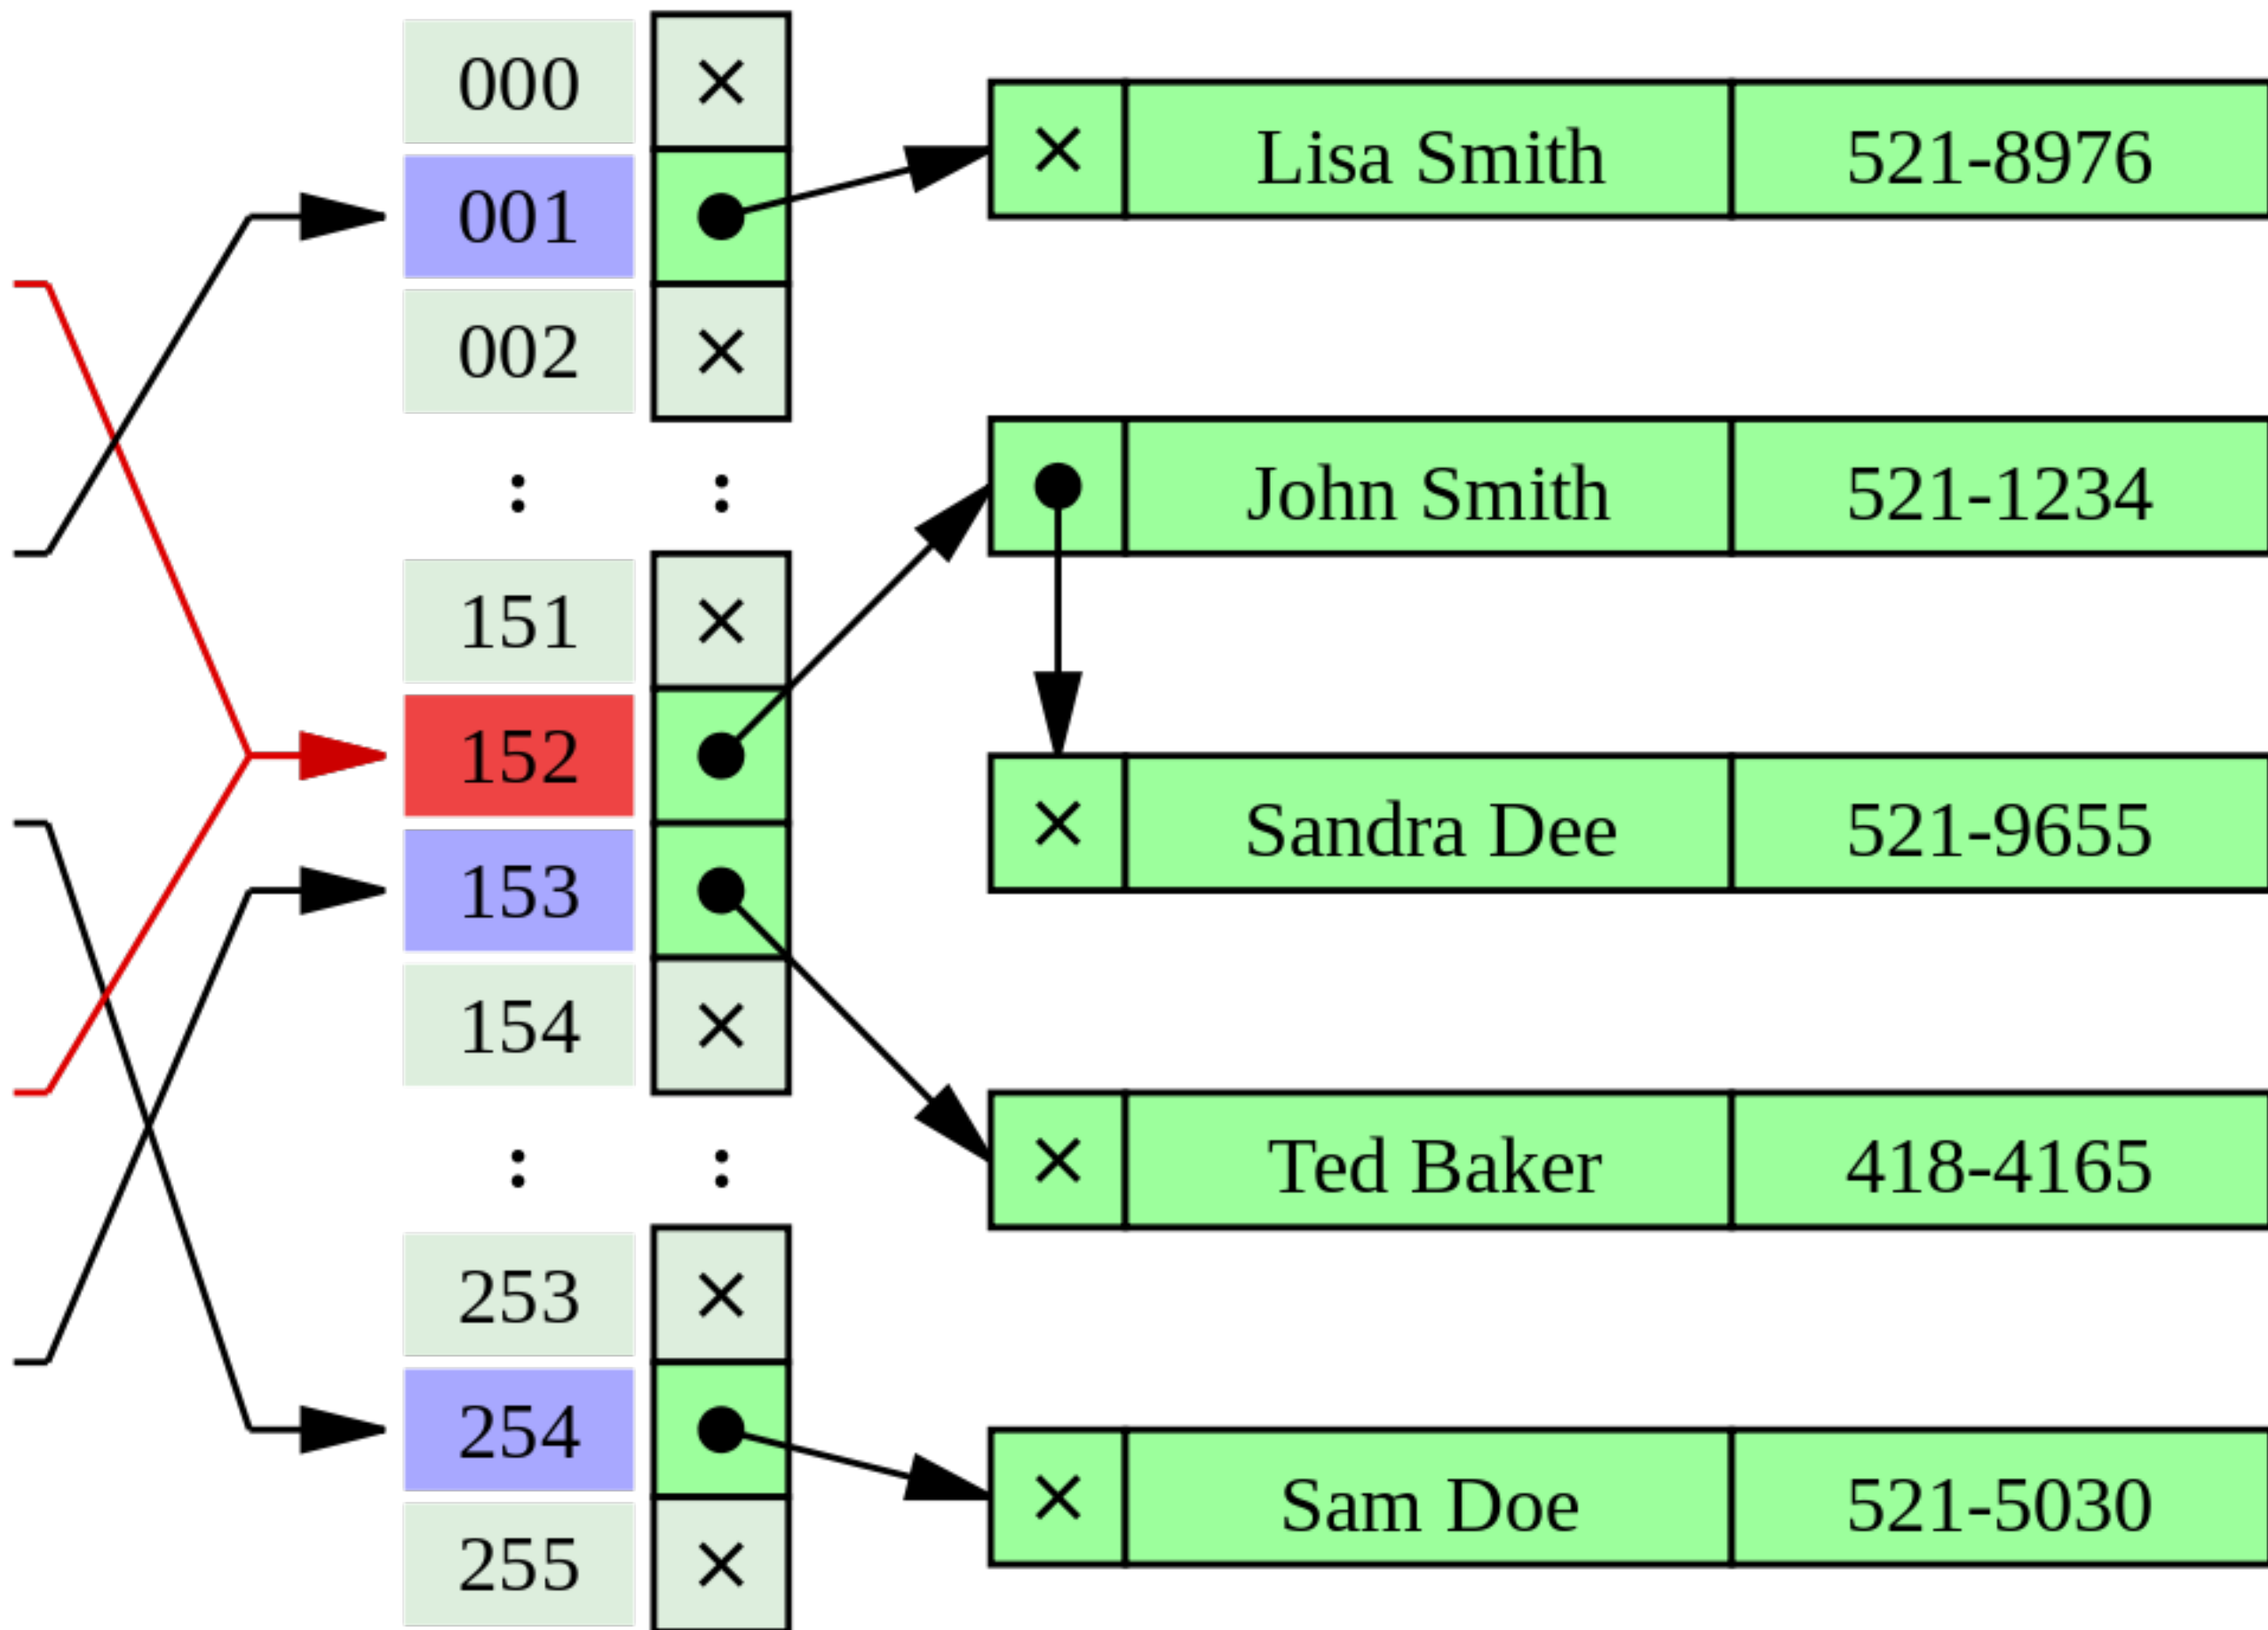 000
001
002
:
:
151
152
153
154
:
:
253
254
255
Lisa Smith 521-8976
John Smith 521-1234
Sandra Dee 521-9655
Ted Baker 418-4165
Sam Doe 521-5030